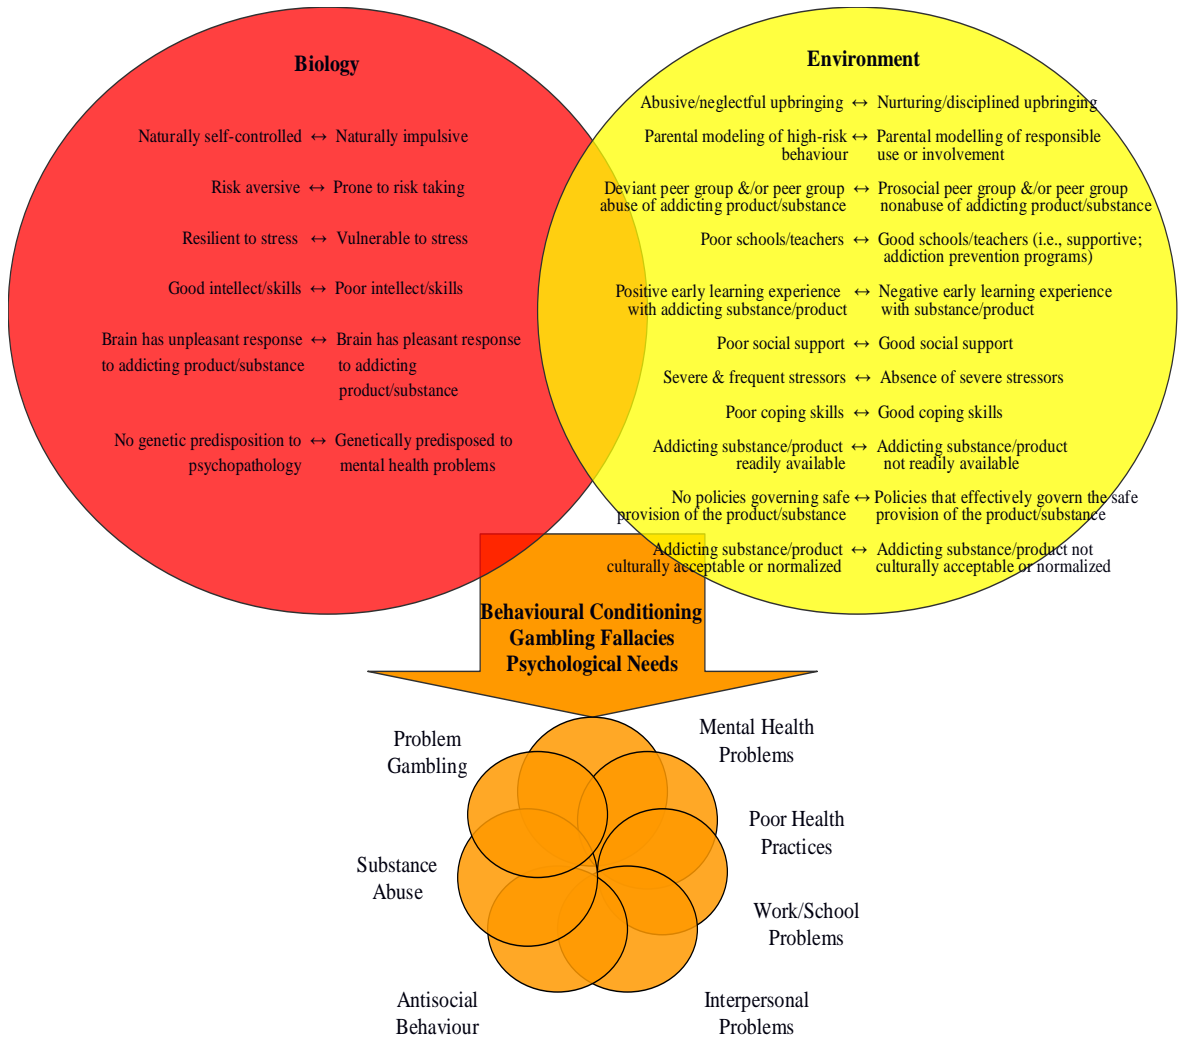 Biology
Naturally self-controlled ↔ Naturally impulsive
Risk aversive ↔ Prone to risk taking
Resilient to stress ↔ Vulnerable to stress
Good intellect/skills ↔ Poor intellect/skills
Brain has unpleasant response ↔ Brain has pleasant response
to addicting product/substance to addicting
product/substance
No genetic predisposition to ↔ Genetically predisposed to
psychopathology mental health problems
Environment
Abusive/neglectful upbringing ↔ Nurturing/disciplined upbringing
Parental modeling of high-risk ↔ Parental modelling of responsible
behaviour use or involvement
Deviant peer group &/or peer group ↔ Prosocial peer group &/or peer group
abuse of addicting product/substance nonabuse of addicting product/substance
Poor schools/teachers ↔ Good schools/teachers (i.e., supportive;
addiction prevention programs)
Positive early learning experience ↔ Negative early learning experience
with addicting substance/product with substance/product
Poor social support ↔ Good social support
Severe & frequent stressors ↔ Absence of severe stressors
Poor coping skills ↔ Good coping skills
Addicting substance/product ↔ Addicting substance/product
readily available not readily available
No policies governing safe ↔ Policies that effectively govern the safe
provision of the product/substance provision of the product/substance
Addicting substance/product ↔ Addicting substance/product not
culturally acceptable or normalized culturally acceptable or normalized
Behavioural Conditioning
Gambling Fallacies
Psychological Needs
Problem
Gambling
Mental Health
Problems
Poor Health
Practices
Substance
Abuse
Work/School
Problems
Antisocial
Behaviour
Interpersonal
Problems